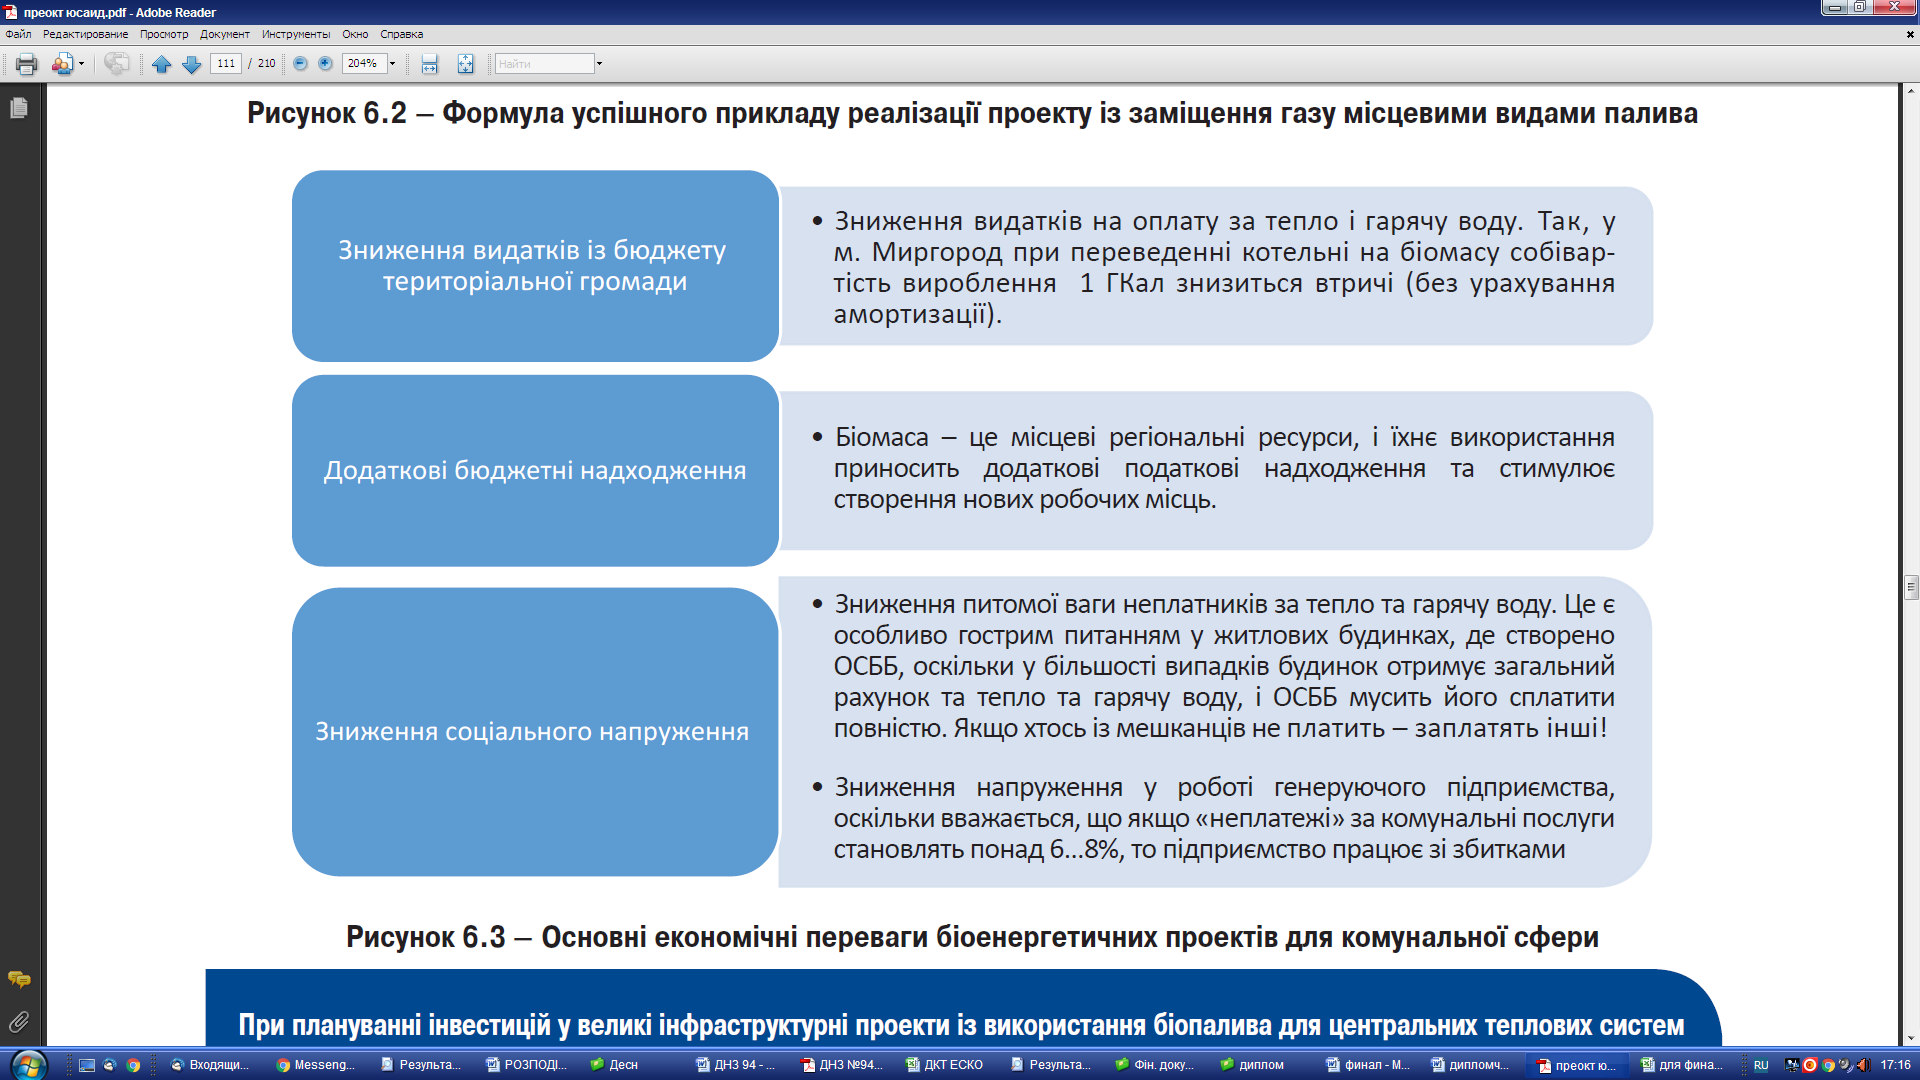 преокт юсаид.pdf - Adobe Reader
Файл Редактирование Просмотр Документ Инструменты Окно Справка
111 / 210 204% Найти
Рисунок 6.2 – Формула успішного прикладу реалізації проекту із заміщення газу місцевими видами палива
Зниження видатків із бюджету
територіальної громади
• Зниження видатків на оплату за тепло і гарячу воду. Так, у
м. Миргород при переведенні котельні на біомасу собівар-
тість вироблення 1 ГКал знизиться втричі (без урахування
амортизації).
Додаткові бюджетні надходження
• Біомаса – це місцеві регіональні ресурси, і їхнє використання
приносить додаткові податкові надходження та стимулює
створення нових робочих місць.
Зниження соціального напруження
• Зниження питомої ваги неплатників за тепло та гарячу воду. Це є
особливо гострим питанням у житлових будинках, де створено
ОСББ, оскільки у більшості випадків будинок отримує загальний
рахунок та тепло та гарячу воду, і ОСББ мусить його сплатити
повністю. Якщо хтось із мешканців не платить – заплатять інші!
• Зниження напруження у роботі генеруючого підприємства,
оскільки вважається, що якщо «неплатежі» за комунальні послуги
становлять понад 6...8%, то підприємство працює зі збитками
Рисунок 6.3 – Основні економічні переваги біоенергетичних проектів для комунальної сфери
При плануванні інвестицій у великі інфраструктурні проекти із використання біопалива для центральних теплових систем
Входящи... Messeng... Результа... РОЗПОДІ... Десн ДНЗ 94 - ... ДНЗ №94... ДКТ ЕСКО Результа... Фін. доку... диплом финал - М... дипломч... преокт ю... для фина... RU 17:16